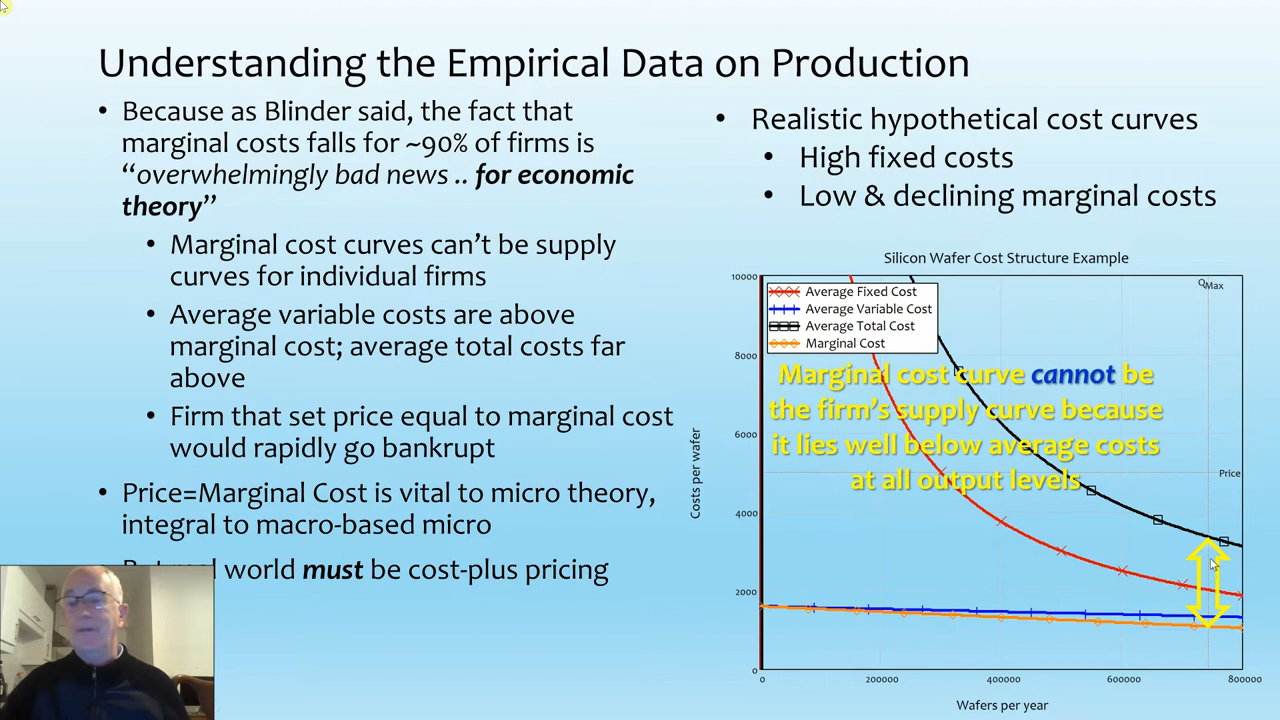 Understanding the Empirical Data on Production
• Because as Blinder said, the fact that
marginal costs falls for ~90% of firms is
“overwhelmingly bad news .. for economic
theory”
• Marginal cost curves can’t be supply
curves for individual firms
• Average variable costs are above
marginal cost; average total costs far
above
• Firm that set price equal to marginal cost
would rapidly go bankrupt
• Price=Marginal Cost is vital to micro theory,
integral to macro-based micro
world must be cost-plus pricing
• Realistic hypothetical cost curves
• High fixed costs
• Low & declining marginal costs
Silicon Wafer Cost Structure Example
QMax
Average Fixed Cost
Average Variable Cost
Average Total Cost
Marginal Cost
Marginal cost curve cannot be
the firm’s supply curve because
it lies well below average costs
at all output levels
Price
Costs per wafer
10000
8000
6000
4000
2000
0
0 200000 400000 600000 800000
Wafers per year